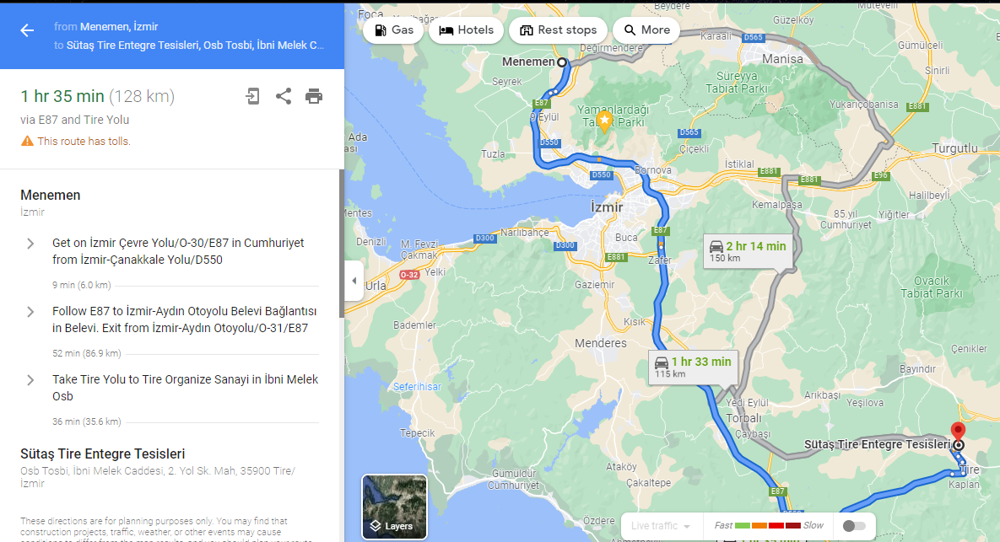 from Menemen, İzmir
to Sütaş Tire Entegre Tesisleri, Osb Tosbi, İbni Melek C...
1 hr 35 min (128 km)
via E87 and Tire Yolu
This route has tolls.
Menemen
İzmir
Get on İzmir Çevre Yolu/O-30/E87 in Cumhuriyet
from İzmir-Çanakkale Yolu/D550
9 min (6.0 km)
Follow E87 to İzmir-Aydın Otoyolu Belevi Bağlantısı
in Belevi. Exit from İzmir-Aydın Otoyolu/O-31/E87
52 min (86.9 km)
Take Tire Yolu to Tire Organize Sanayi in İbni Melek
Osb
36 min (35.6 km)
Sütaş Tire Entegre Tesisleri
Osb Tosbi, İbni Melek Caddesi, 2. Yol Sk. Mah, 35900 Tire/
İzmir
These directions are for planning purposes only. You may find that
construction projects, traffic, weather, or other events may cause
Gas
Hotels
Rest stops
More
Foça
Beydere
Mütevelli
Güzelköy
Karaali
D565
Değirmendere
Gümülceli
Menemen
Manisa
Sinirli
Seyrek
Süreyya
Tabiat Parkı
E87
Yamanlardağı
Tabiat Parkı
Yukarıçobanisa
E881
9 Eylül
D565
Ada
D550
Çiçekli
Turgutlu
Tuzla
İstiklal
D550
Bornova
E881
E881
E96
Halilbeyli
İzmir
Kemalpaşa
Mentes
85.yıl
Cumhuriyet
Yiğitler
Narlıbahçe
E87
Denizli
D300
Buca
M. Fevzi
Çakmak
D300
2 hr 14 min
150 km
E881
Zafer
O-32
Yelki
Urla
Gaziemir
Ovacık
Tabiat Parkı
Kısık
Bademler
Menderes
Çenikler
1 hr 33 min
115 km
Bayındır
Seferihisar
Arıkbaşı
Yeşilova
Yedi Eylül
Torbalı
Tepecik
Çaybaşı
Sütaş Tire Entegre Tesisleri
Ataköy
Tire
Gümüldür
Cumhuriyet
Çakaltepe
Kaplan
E87
Özdere
Layers
Live traffic
Fast
Slow